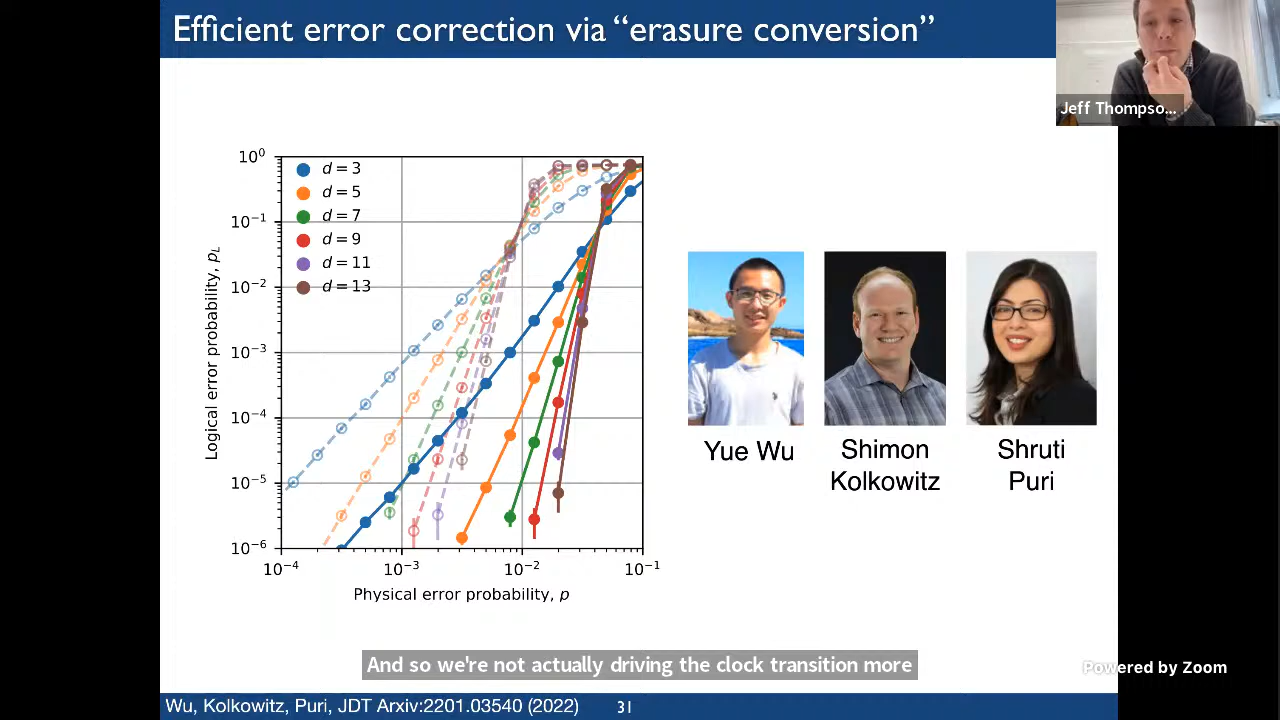 Efficient error correction via “erasure conversion”
Jeff Thompso...
10⁰
10⁻¹
10⁻²
10⁻³
10⁻⁴
10⁻⁵
10⁻⁶
Logical error probability, p_L
d = 3
d = 5
d = 7
d = 9
d = 11
d = 13
10⁻⁴
10⁻³
10⁻²
10⁻¹
Physical error probability, p
Yue Wu
Shimon
Kolkowitz
Shruti
Puri
And so we're not actually driving the clock transition more
Powered by Zoom
Wu, Kolkowitz, Puri, JDT Arxiv:2201.03540 (2022)
31